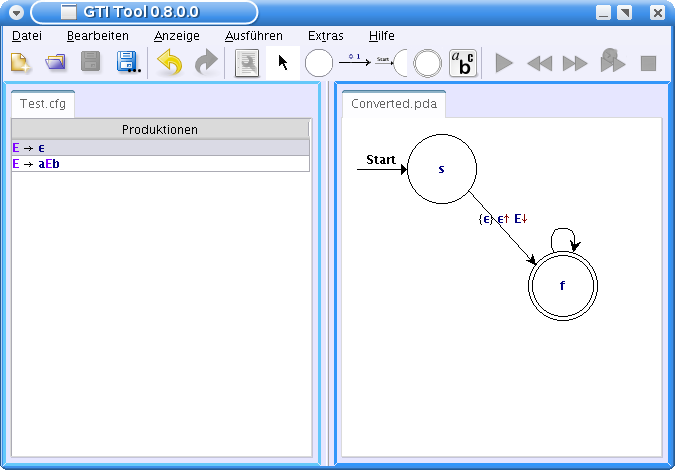 GTI Tool 0.8.0.0
Datei Bearbeiten Anzeige Ausführen Extras Hilfe
0 1 Start a b c
Test.cfg
Produktionen
E → ϵ
E → aEb
Converted.pda
Start
s
{ϵ} ϵ↑ E↓
f